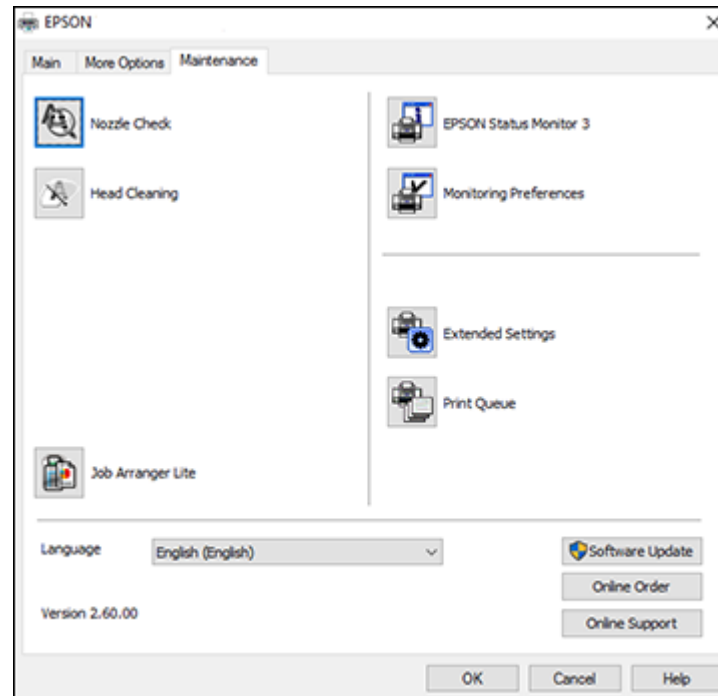 EPSON
Main More Options Maintenance
Nozzle Check
Head Cleaning
Job Arranger Lite
EPSON Status Monitor 3
Monitoring Preferences
Extended Settings
Print Queue
Language English (English)
Version 2.60.00
Software Update
Online Order
Online Support
OK Cancel Help